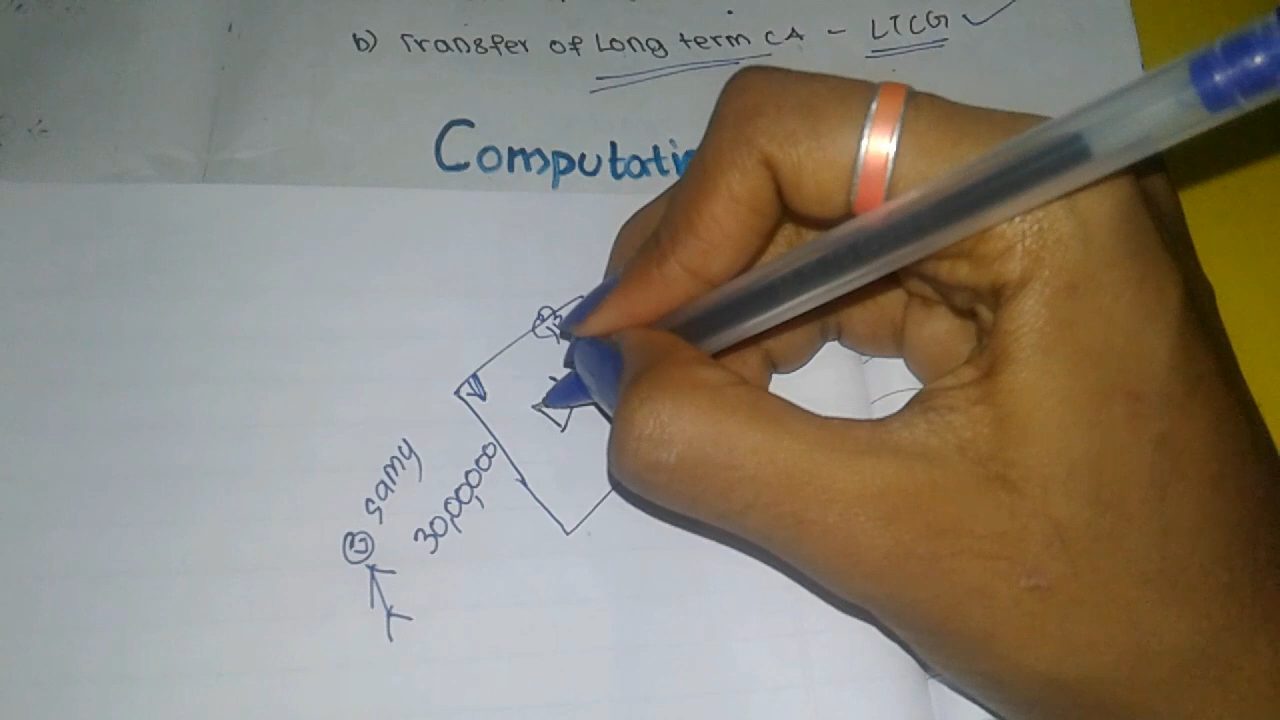 b) Transfer of Long term CA - LTCG
Computati
samy
30,00,000